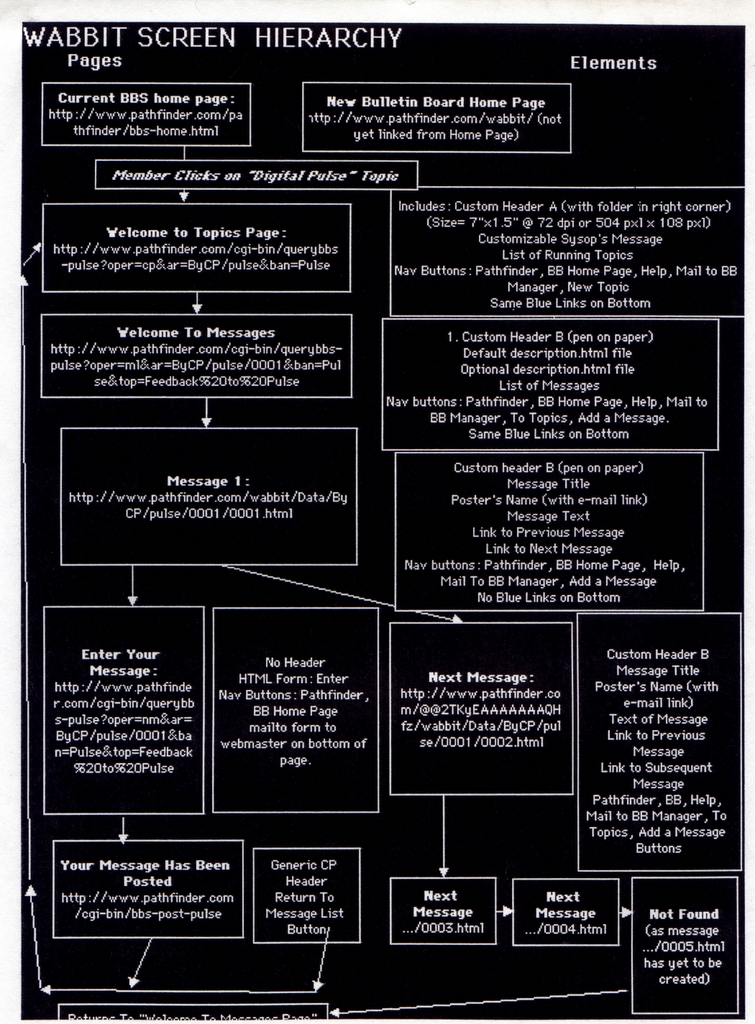 WABBIT SCREEN HIERARCHY
Pages
Elements
Current BBS home page:
http://www.pathfinder.com/pa
thfinder/bbs-home.html
New Bulletin Board Home Page
http://www.pathfinder.com/wabbit/ (not
yet linked from Home Page)
Member Clicks on "Digital Pulse" Topic
Welcome to Topics Page:
http://www.pathfinder.com/cgi-bin/querybbs
-pulse?oper=cp&ar=ByCP/pulse&ban=Pulse
Includes: Custom Header A (with folder in right corner)
(Size= 7"x1.5" @ 72 dpi or 504 pxl x 108 pxl)
Customizable Sysop's Message
List of Running Topics
Nav Buttons: Pathfinder, BB Home Page, Help, Mail to BB
Manager, New Topic
Same Blue Links on Bottom
Welcome To Messages
http://www.pathfinder.com/cgi-bin/querybbs-
pulse?oper=ml&ar=ByCP/pulse/0001&ban=Pul
se&top=Feedback%20to%20Pulse
1. Custom Header B (pen on paper)
Default description.html file
Optional description.html file
List of Messages
Nav buttons: Pathfinder, BB Home Page, Help, Mail to
BB Manager, To Topics, Add a Message.
Same Blue Links on Bottom
Message 1:
http://www.pathfinder.com/wabbit/Data/By
CP/pulse/0001/0001.html
Custom header B (pen on paper)
Message Title
Poster's Name (with e-mail link)
Message Text
Link to Previous Message
Link to Next Message
Nav buttons: Pathfinder, BB Home Page, Help,
Mail To BB Manager, Add a Message
No Blue Links on Bottom
Enter Your
Message:
http://www.pathfinde
r.com/cgi-bin/querybb
s-pulse?oper=nm&ar=
ByCP/pulse/0001&ba
n=Pulse&top=Feedback
%20to%20Pulse
No Header
HTML Form: Enter
Nav Buttons: Pathfinder,
BB Home Page
mailto form to
webmaster on bottom of
page.
Next Message:
http://www.pathfinder.co
m/@@2TKyEAAAAAAAQH
fz/wabbit/Data/ByCP/pul
se/0001/0002.html
Custom Header B
Message Title
Poster's Name (with
e-mail link)
Text of Message
Link to Previous
Message
Link to Subsequent
Message
Pathfinder, BB, Help,
Mail to BB Manager, To
Topics, Add a Message
Buttons
Your Message Has Been
Posted
http://www.pathfinder.com
/cgi-bin/bbs-post-pulse
Generic CP
Header
Return To
Message List
Button
Next
Message
.../0003.html
Next
Message
.../0004.html
Not Found
(as message
.../0005.html
has yet to be
created)
Returns To "Welcome To Messages Page"